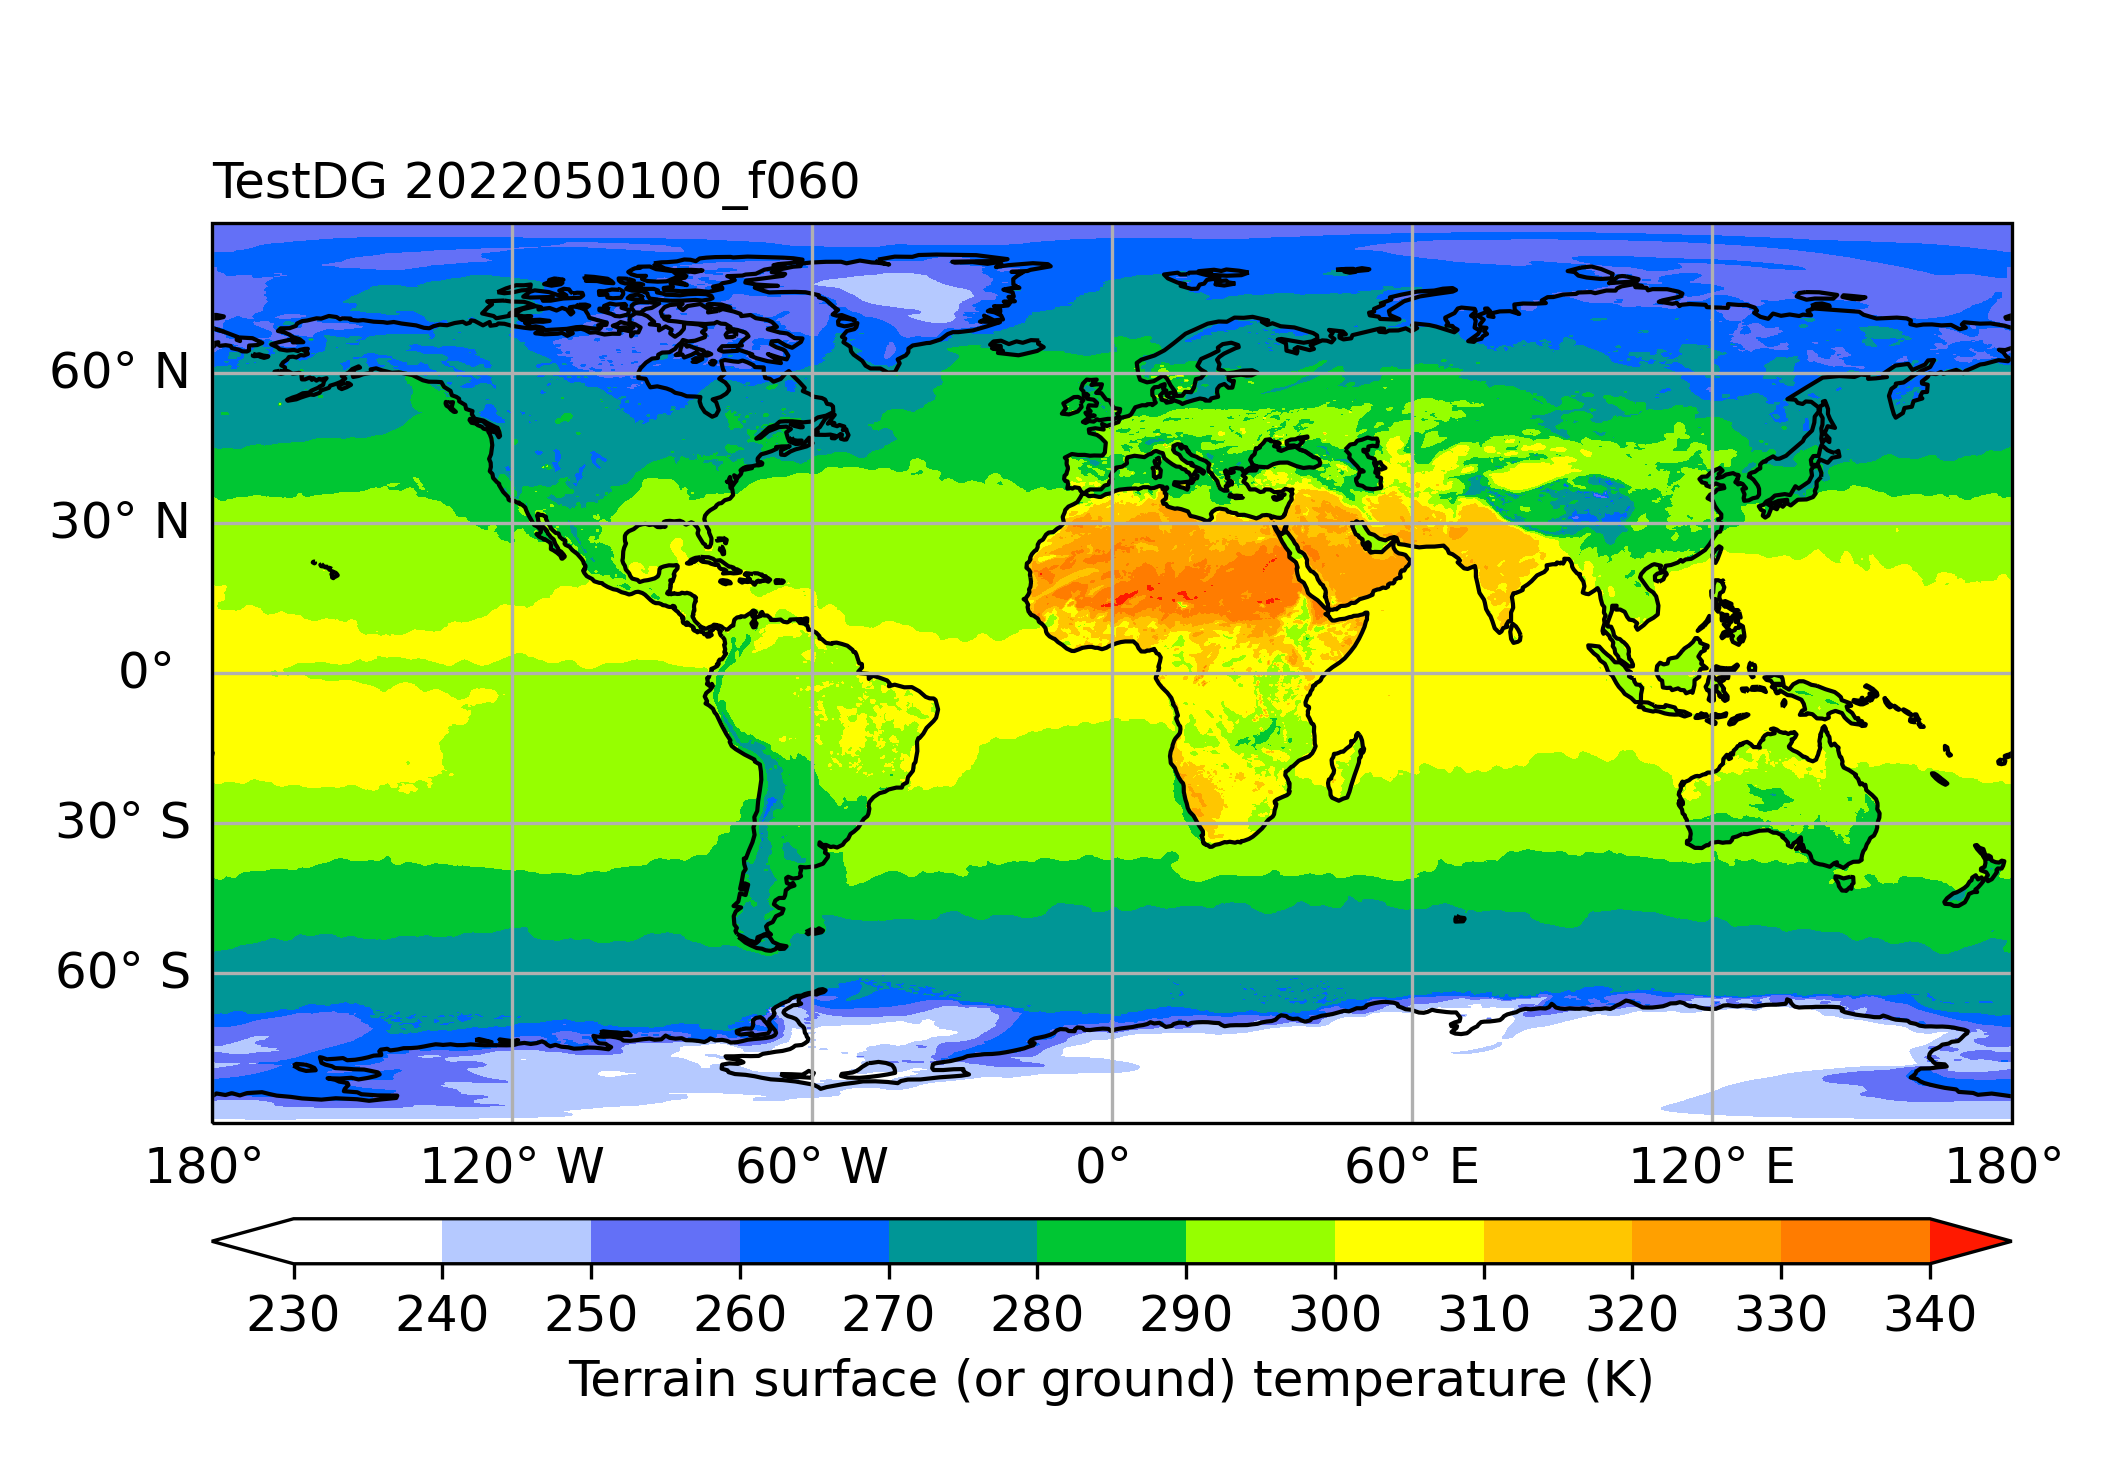 TestDG 2022050100_f060
60° N
30° N
0°
30° S
60° S
180° 120° W 60° W 0° 60° E 120° E 180°
230 240 250 260 270 280 290 300 310 320 330 340
Terrain surface (or ground) temperature (K)